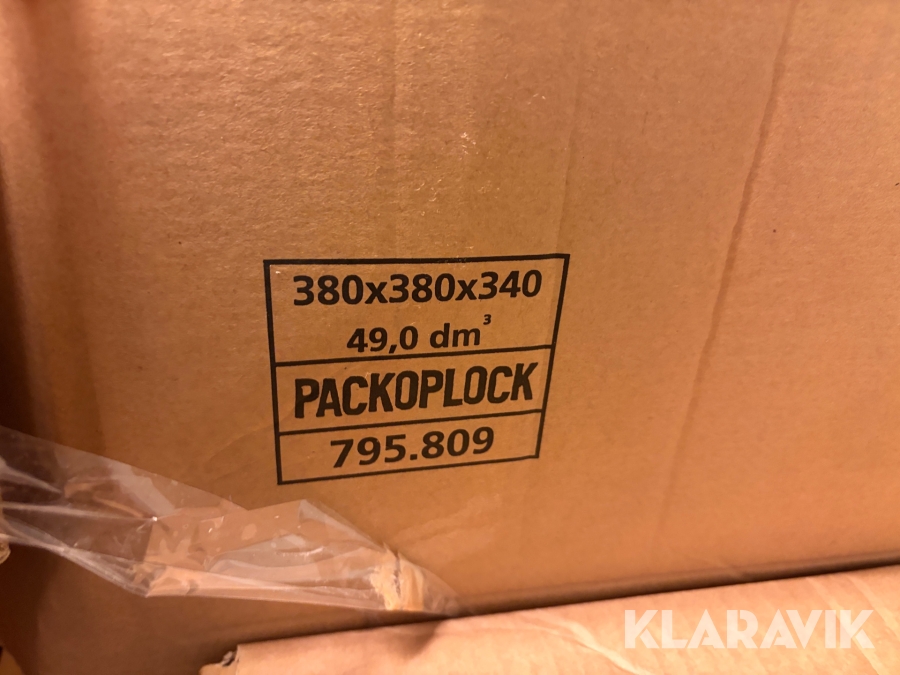 380x380x340
49,0 dm³
PACKOPLOCK
795.809
KLARAVIK